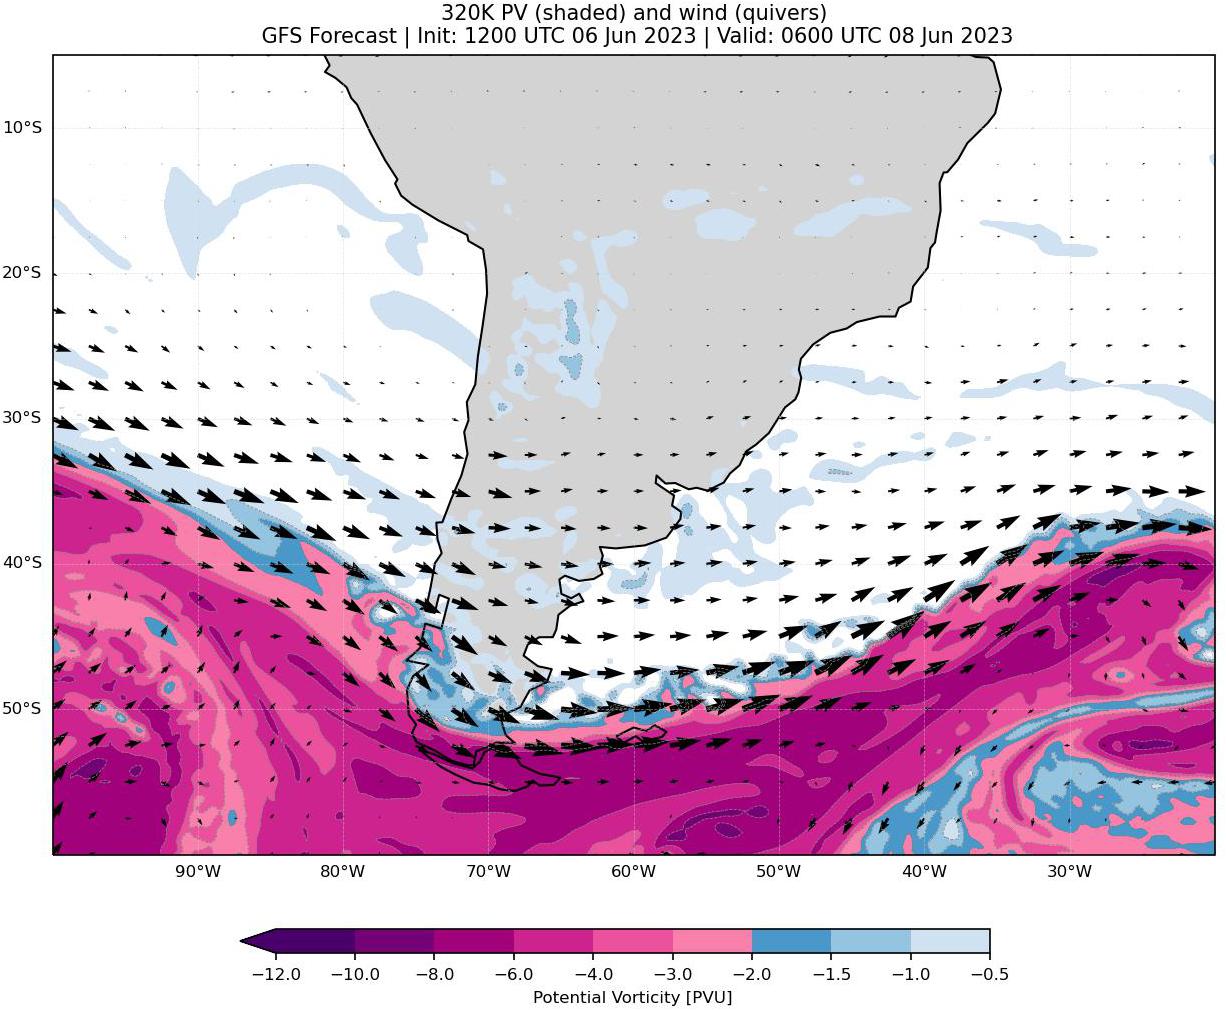 320K PV (shaded) and wind (quivers)
GFS Forecast | Init: 1200 UTC 06 Jun 2023 | Valid: 0600 UTC 08 Jun 2023
10°S
20°S
30°S
40°S
50°S
90°W
80°W
70°W
60°W
50°W
40°W
30°W
−12.0
−10.0
−8.0
−6.0
−4.0
−3.0
−2.0
−1.5
−1.0
−0.5
Potential Vorticity [PVU]